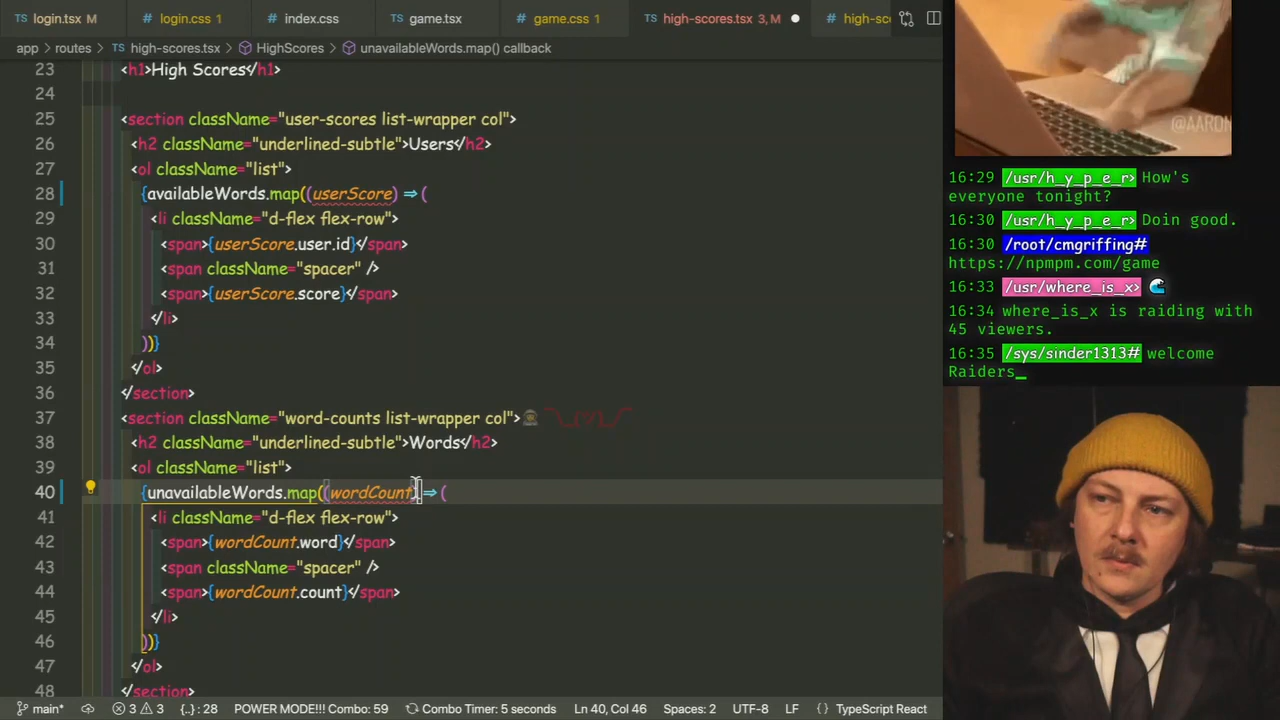 TS login.tsx M
login.css 1
index.css
TS game.tsx
game.css 1
TS high-scores.tsx 3, M
high-sc
app › routes › TS high-scores.tsx › HighScores › unavailableWords.map() callback
23 <h1>High Scores</h1>
24
25 <section className="user-scores list-wrapper col">
26 <h2 className="underlined-subtle">Users</h2>
27 <ol className="list">
28 {availableWords.map((userScore) => (
29 <li className="d-flex flex-row">
30 <span>{userScore.user.id}</span>
31 <span className="spacer" />
32 <span>{userScore.score}</span>
33 </li>
34 ))}
35 </ol>
36 </section>
37 <section className="word-counts list-wrapper col">
38 <h2 className="underlined-subtle">Words</h2>
39 <ol className="list">
40 {unavailableWords.map((wordCount) => (
41 <li className="d-flex flex-row">
42 <span>{wordCount.word}</span>
43 <span className="spacer" />
44 <span>{wordCount.count}</span>
45 </li>
46 ))}
47 </ol>
48 </section>
main*
3 3
{..} : 28
POWER MODE!!! Combo: 59
Combo Timer: 5 seconds
Ln 40, Col 46
Spaces: 2
UTF-8
LF
{} TypeScript React
@AARON
16:29 /usr/h_y_p_e_r> How's
everyone tonight?
16:30 /usr/h_y_p_e_r> Doin good.
16:30 /root/cmgriffing#
https://npmpm.com/game
16:33 /usr/where_is_x>
16:34 where_is_x is raiding with
45 viewers.
16:35 /sys/sinder1313# welcome
Raiders_